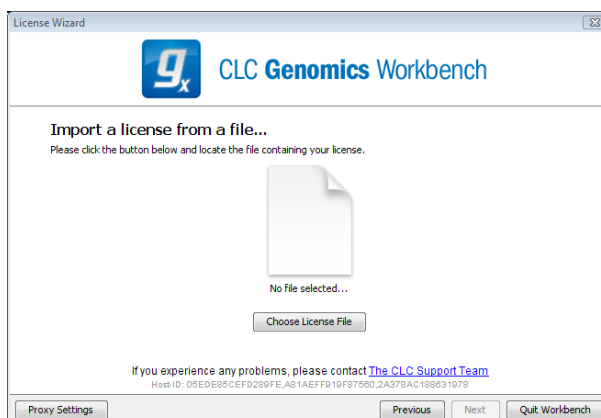 License Wizard
gx
CLC Genomics Workbench
Import a license from a file...
Please click the button below and locate the file containing your license.
No file selected...
Choose License File
If you experience any problems, please contact The CLC Support Team
Host-ID: 05EDE85CEFD289FE,A81AEFF919F87560,2A378AC188631978
Proxy Settings
Previous
Next
Quit Workbench